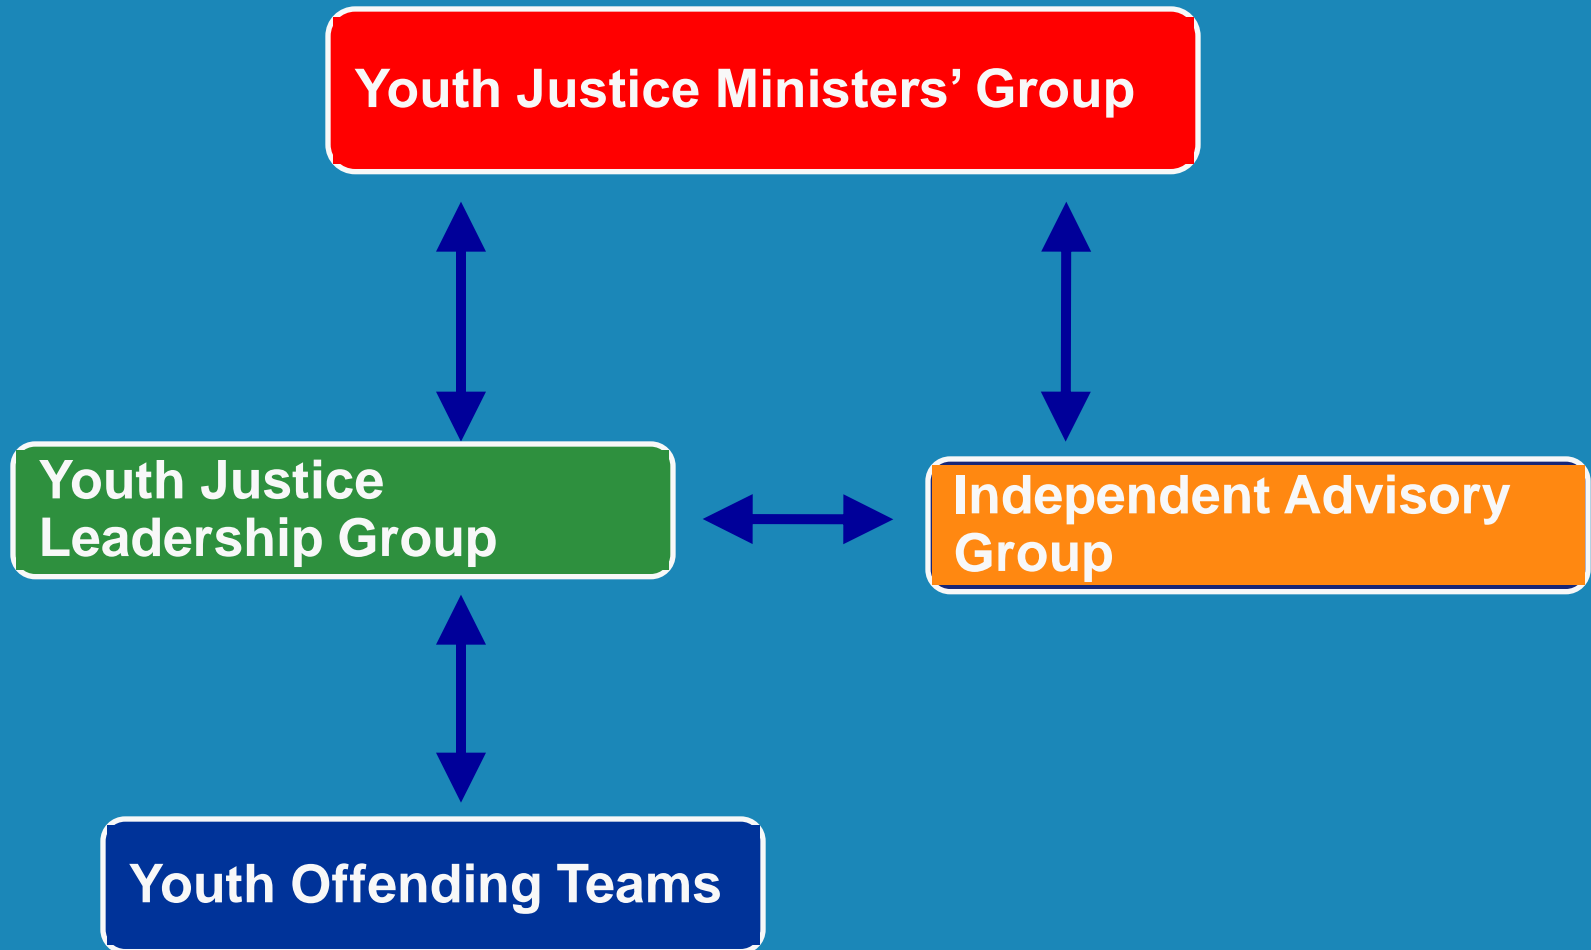 Youth Justice Ministers’ Group
Youth Justice
Leadership Group
Independent Advisory
Group
Youth Offending Teams